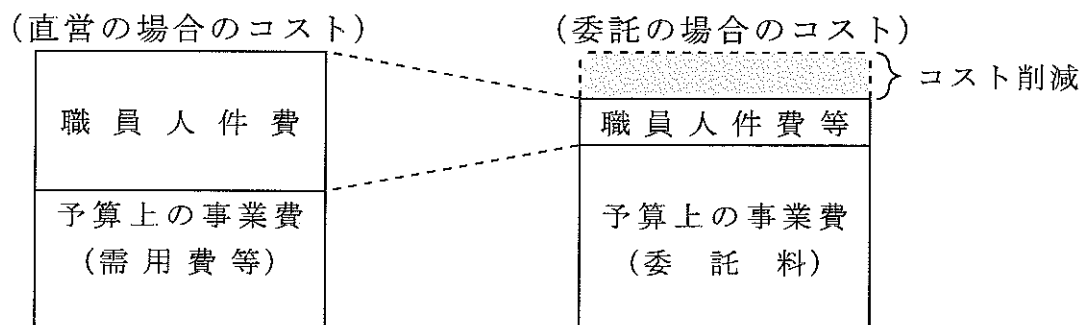 (直営の場合のコスト)
職員人件費
予算上の事業費
(需用費等)
(委託の場合のコスト)
コスト削減
職員人件費等
予算上の事業費
(委託料)